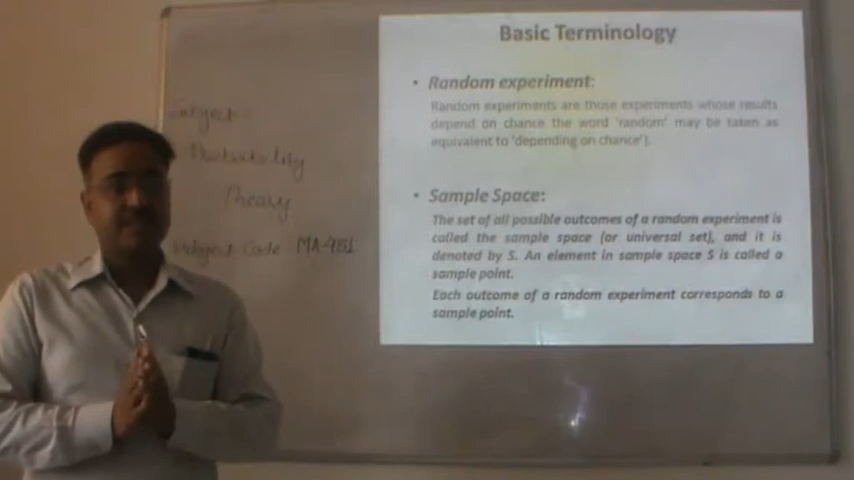 Subject
Probability
Theory
Subject Code MA-481
Basic Terminology
• Random experiment:
Random experiments are those experiments whose results
depend on chance the word 'random' may be taken as
equivalent to 'depending on chance').
• Sample Space:
The set of all possible outcomes of a random experiment is
called the sample space (or universal set), and it is
denoted by S. An element in sample space S is called a
sample point.
Each outcome of a random experiment corresponds to a
sample point.